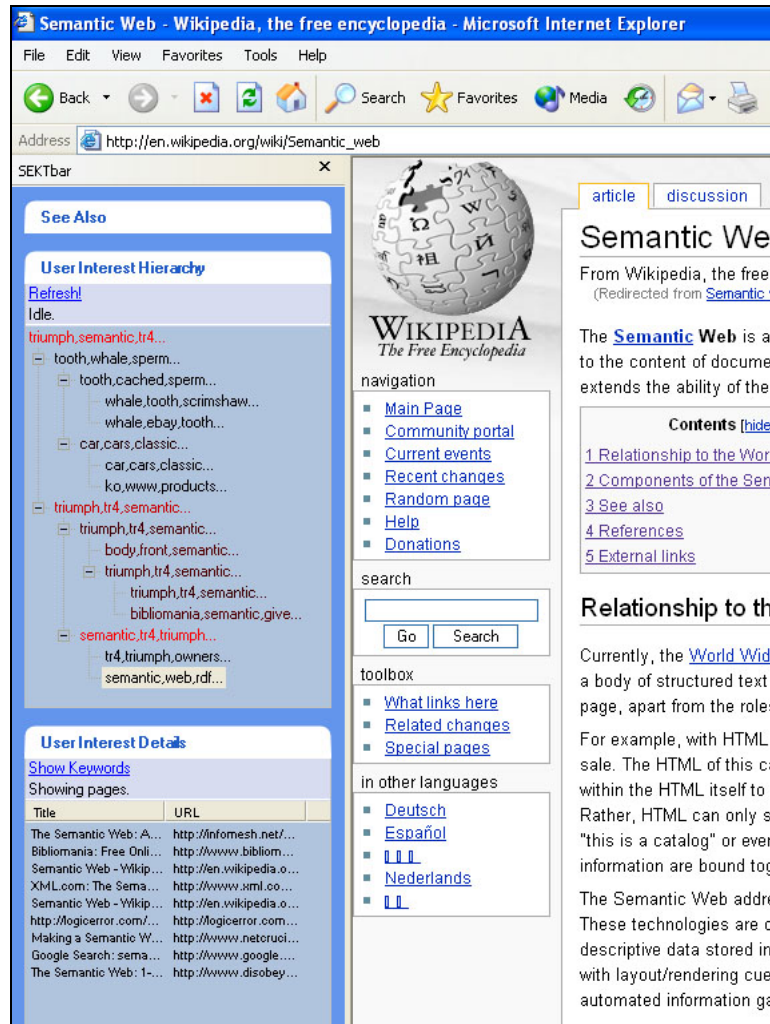 Semantic Web - Wikipedia, the free encyclopedia - Microsoft Internet Explorer
File Edit View Favorites Tools Help
Back Search Favorites Media
Address http://en.wikipedia.org/wiki/Semantic_web
SEKTbar x
See Also
User Interest Hierarchy
Refresh!
Idle.
triumph,semantic,tr4...
tooth,whale,sperm...
tooth,cached,sperm...
whale,tooth,scrimshaw...
whale,ebay,tooth...
car,cars,classic...
car,cars,classic...
ko,www,products...
triumph,tr4,semantic...
triumph,tr4,semantic...
body,front,semantic...
triumph,tr4,semantic...
triumph,tr4,semantic...
bibliomania,semantic,give...
semantic,tr4,triumph...
tr4,triumph,owners...
semantic,web,rdf...
User Interest Details
Show Keywords
Showing pages.
Title URL
The Semantic Web: A... http://infomesh.net/...
Bibliomania: Free Onli... http://www.bibliom...
Semantic Web - Wikip... http://en.wikipedia.o...
XML.com: The Sema... http://www.xml.co...
Semantic Web - Wikip... http://en.wikipedia.o...
http://logicerror.com/... http://logicerror.com...
Making a Semantic W... http://www.netcruci...
Google Search: sema... http://www.google....
The Semantic Web: 1-... http://www.disobey...
WIKIPEDIA
The Free Encyclopedia
navigation
Main Page
Community portal
Current events
Recent changes
Random page
Help
Donations
search
Go Search
toolbox
What links here
Related changes
Special pages
in other languages
Deutsch
Español
Nederlands
article discussion
Semantic We
From Wikipedia, the free
(Redirected from Semantic
The Semantic Web is a
to the content of docume
extends the ability of the
Contents [hide
1 Relationship to the Wor
2 Components of the Sem
3 See also
4 References
5 External links
Relationship to th
Currently, the World Wid
a body of structured text
page, apart from the role
For example, with HTML
sale. The HTML of this ca
within the HTML itself to
Rather, HTML can only s
"this is a catalog" or ever
information are bound tog
The Semantic Web addre
These technologies are c
descriptive data stored in
with layout/rendering cue
automated information ga